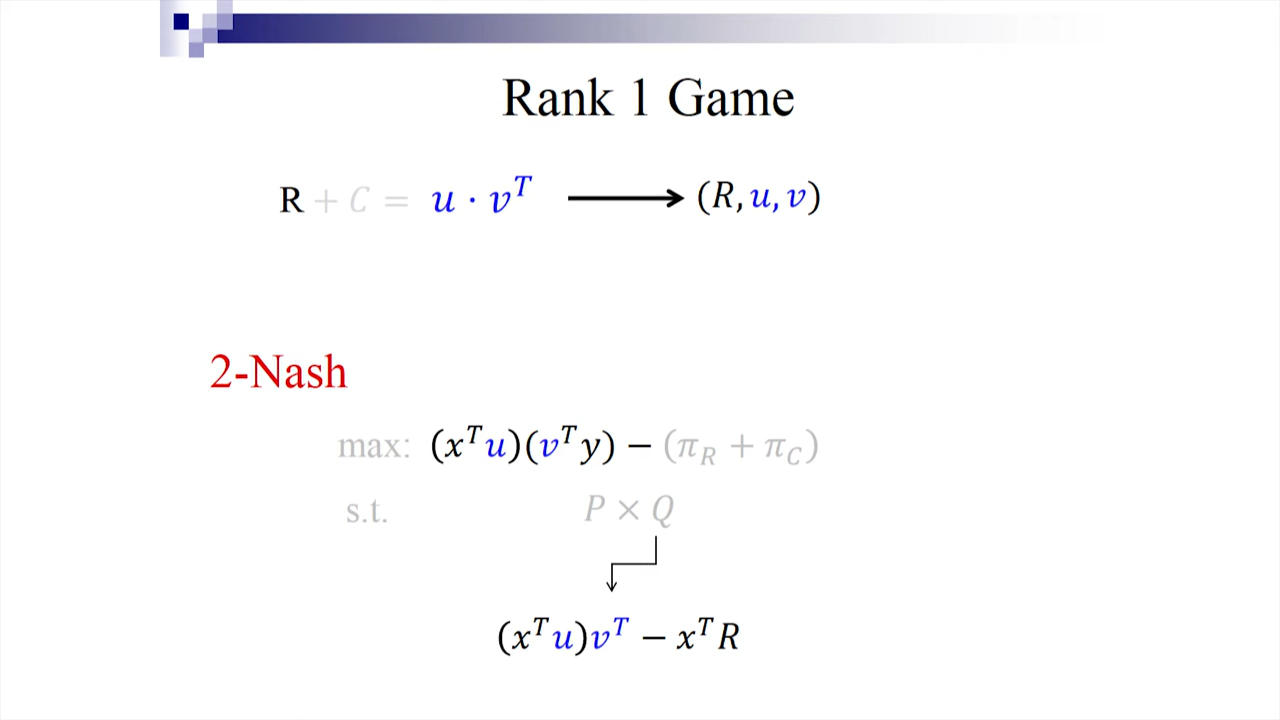 Rank 1 Game
R + C = u · v^T ⟶ (R, u, v)
2-Nash
max: (x^T u)(v^T y) − (π_R + π_C)
s.t. P × Q
(x^T u)v^T − x^T R